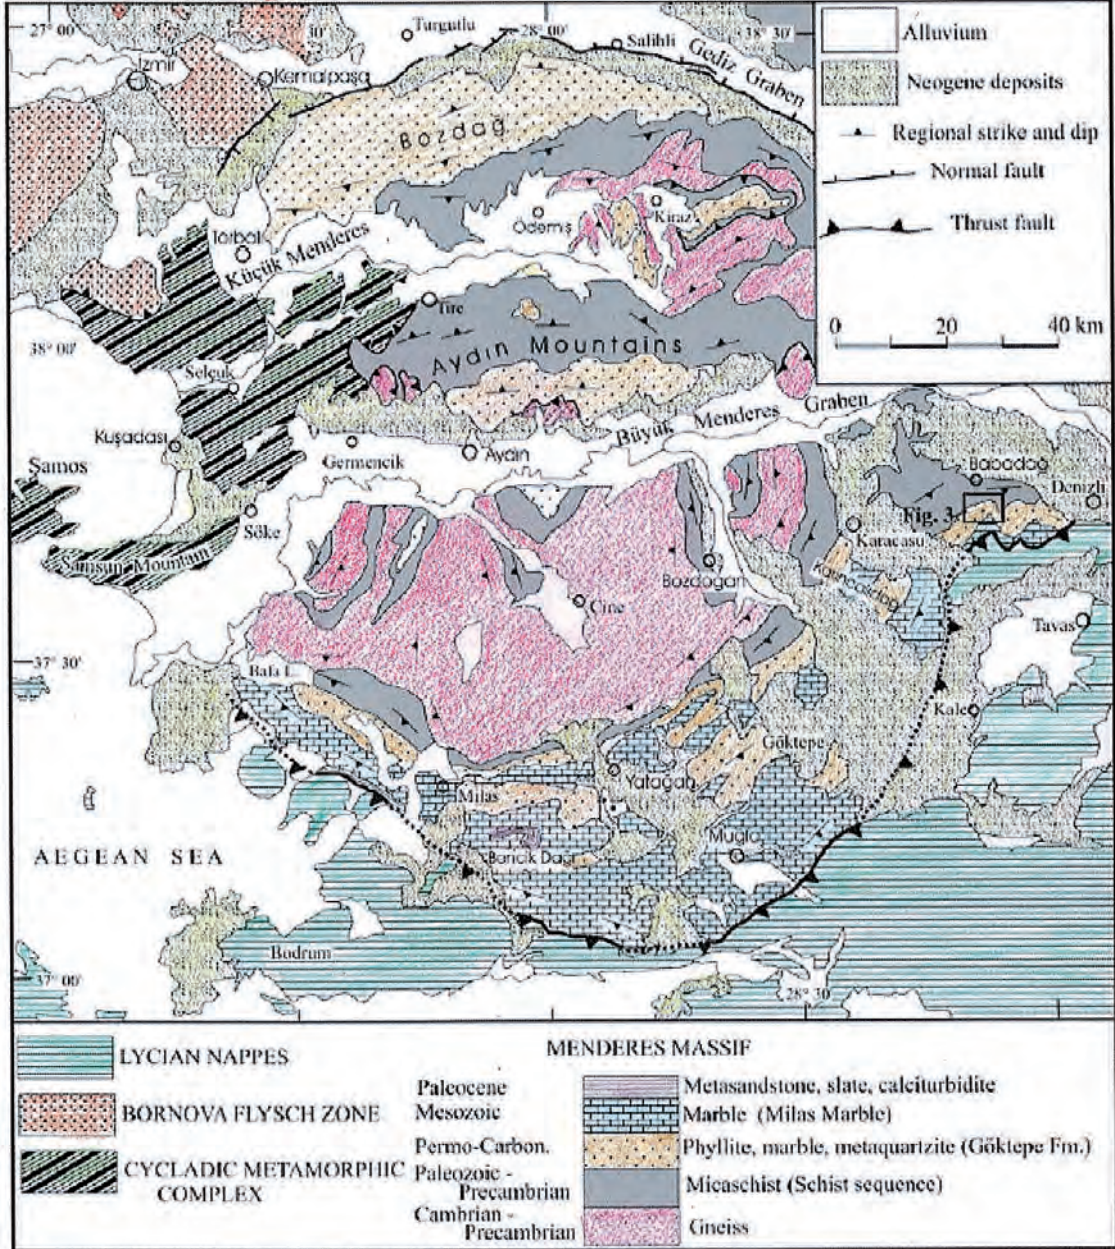 27° 00'
30'
Turgutlu
28° 00'
Salihli
38° 30'
Gediz Graben
İzmir
Kemalpaşa
Bozdağ
Alluvium
Neogene deposits
Regional strike and dip
Normal fault
Thrust fault
0 20 40 km
Torbalı
Küçük Menderes
Ödemiş
Kiraz
Tire
38° 00'
Aydın Mountains
Selçuk
Kuşadası
Samos
Germencik
Aydın
Büyük Menderes Graben
Babadağ
Denizli
Fig. 3
Söke
Samsun Mountain
Karacasu
Bozdoğan
Çine
Tavas
37° 30'
Bafa L.
Kale
Göktepe
Yatağan
Milas
Muğla
AEGEAN SEA
Bencik Dağı
Bodrum
37° 00'
28° 30'
LYCIAN NAPPES
BORNOVA FLYSCH ZONE
CYCLADIC METAMORPHIC
COMPLEX
MENDERES MASSIF
Paleocene Metasandstone, slate, calciturbidite
Mesozoic Marble (Milas Marble)
Permo-Carbon. Phyllite, marble, metaquartzite (Göktepe Fm.)
Paleozoic -
Precambrian Micaschist (Schist sequence)
Cambrian -
Precambrian Gneiss